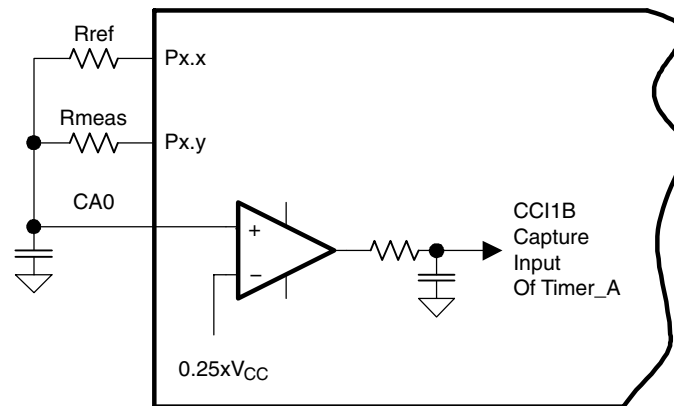 Rref
Px.x
Rmeas
Px.y
CA0
+
−
CCI1B
Capture
Input
Of Timer_A
0.25xVCC